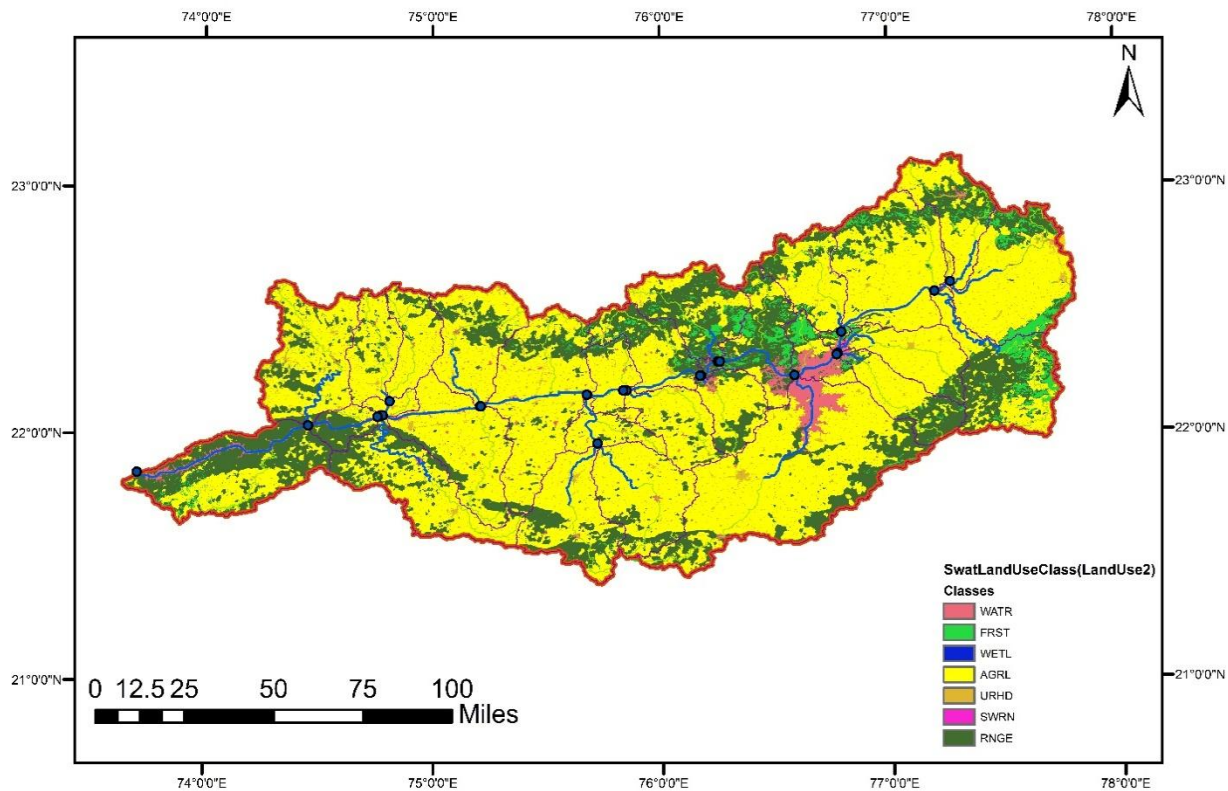 74°0'0"E 75°0'0"E 76°0'0"E 77°0'0"E 78°0'0"E
N
23°0'0"N 23°0'0"N
22°0'0"N 22°0'0"N
SwatLandUseClass(LandUse2)
Classes
WATR
FRST
WETL
AGRL
URHD
SWRN
RNGE
21°0'0"N 21°0'0"N
0 12.5 25 50 75 100
Miles
74°0'0"E 75°0'0"E 76°0'0"E 77°0'0"E 78°0'0"E